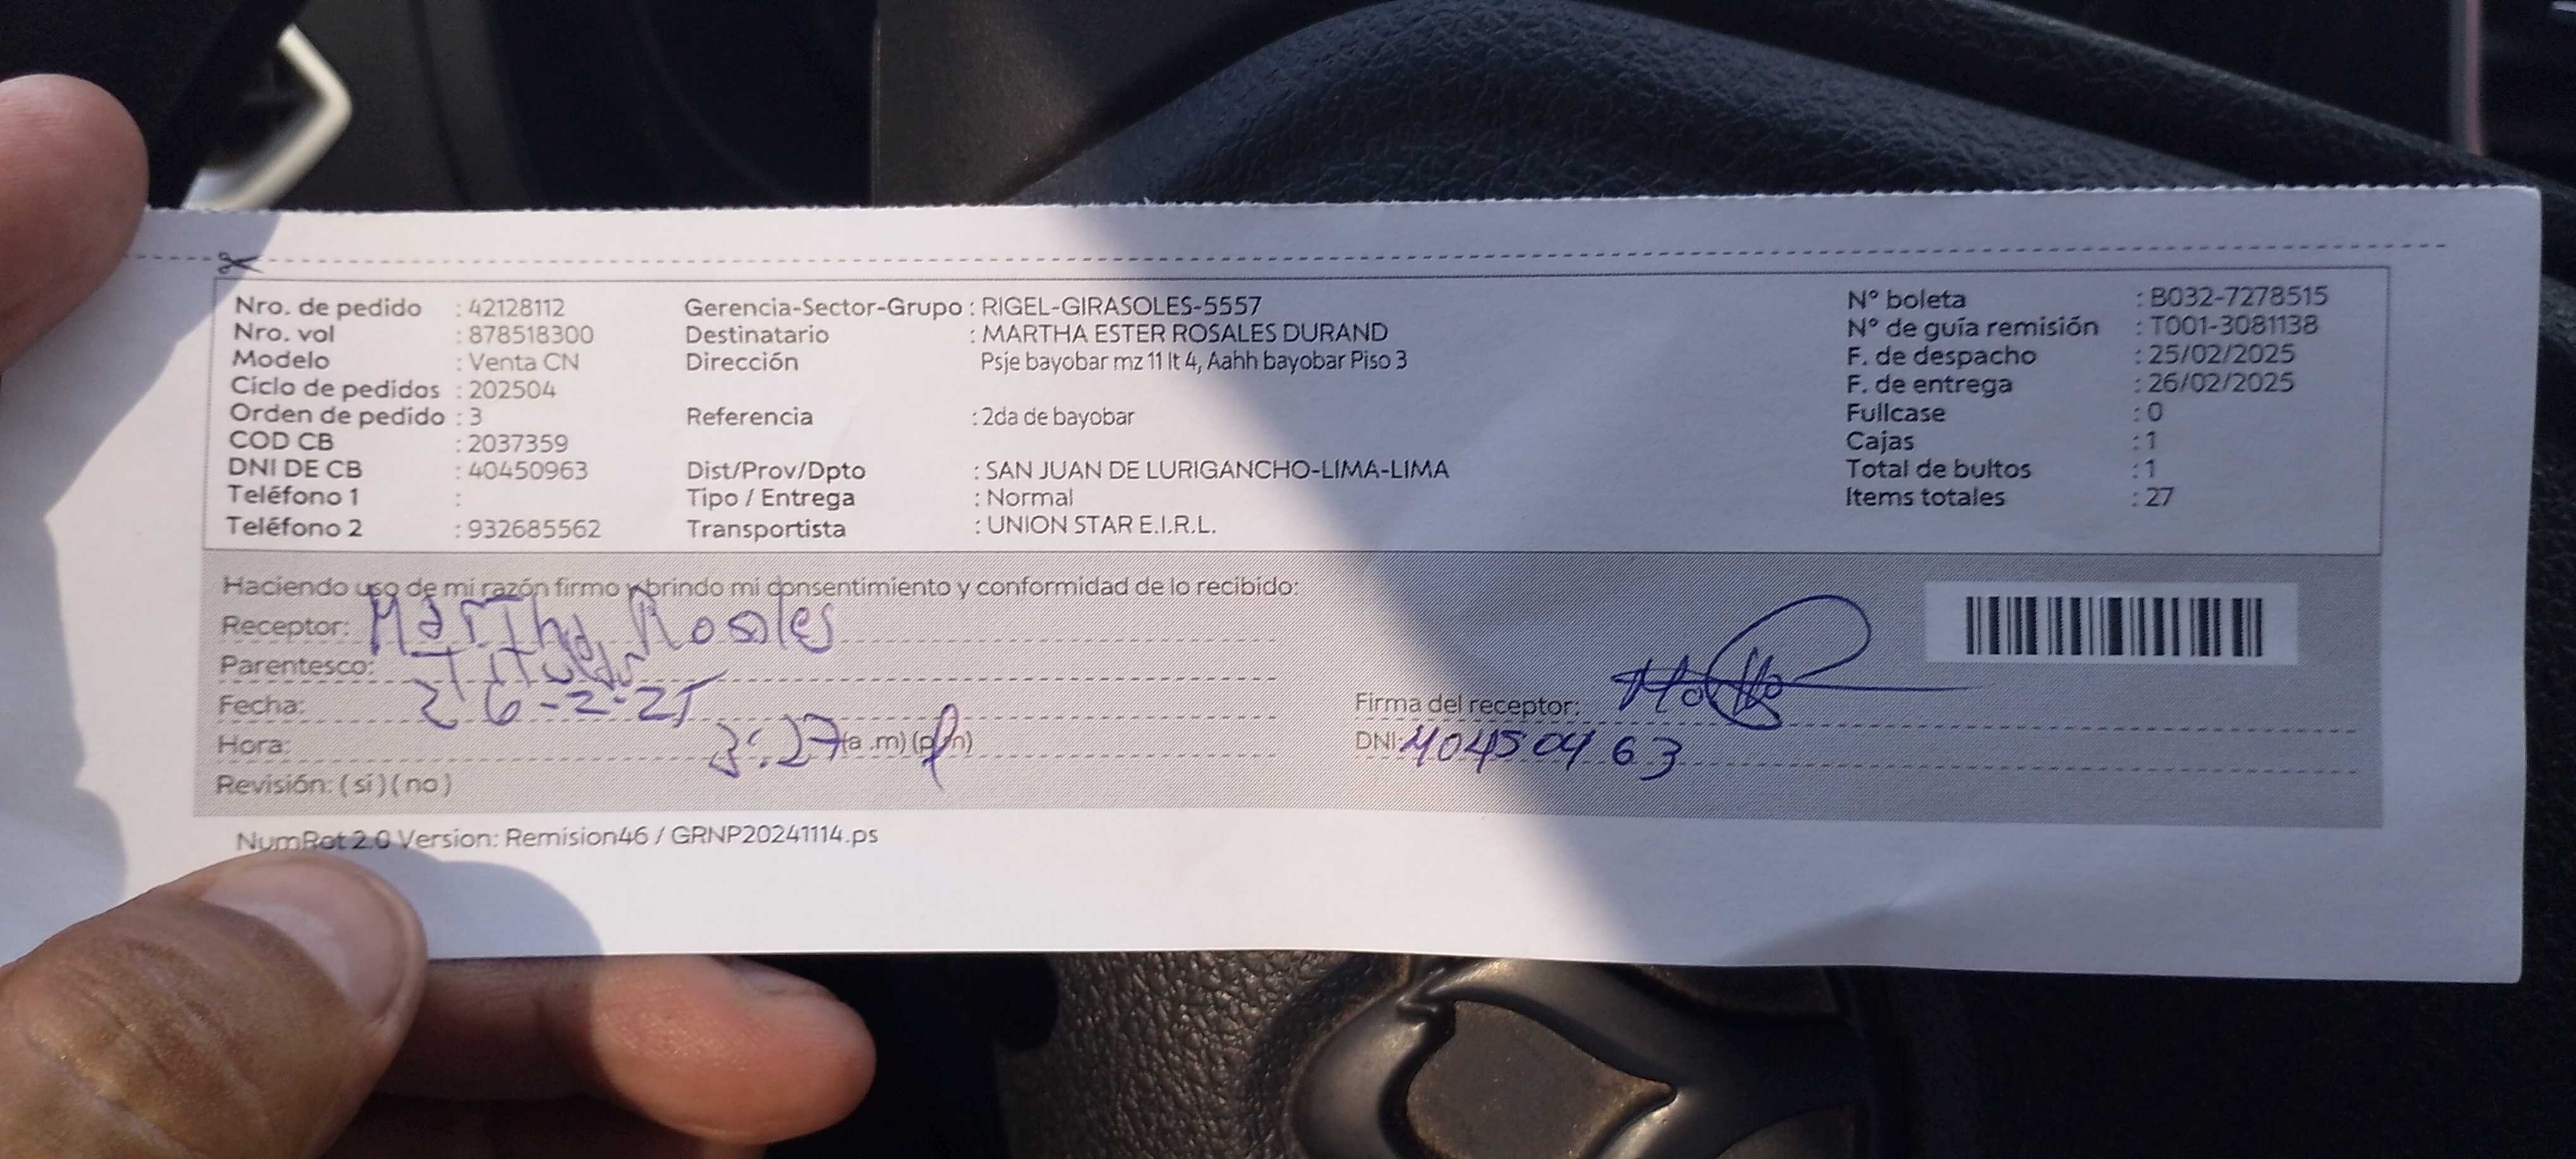 Nro. de pedido : 42128112 Gerencia-Sector-Grupo : RIGEL-GIRASOLES-5557 N° boleta : B032-7278515
Nro. vol : 878518300 Destinatario : MARTHA ESTER ROSALES DURAND N° de guía remisión : T001-3081138
Modelo : Venta CN Dirección Psje bayobar mz 11 lt 4, Aahh bayobar Piso 3 F. de despacho : 25/02/2025
Ciclo de pedidos : 202504 F. de entrega : 26/02/2025
Orden de pedido : 3 Referencia : 2da de bayobar Fullcase : 0
COD CB : 2037359 Cajas : 1
DNI DE CB : 40450963 Dist/Prov/Dpto : SAN JUAN DE LURIGANCHO-LIMA-LIMA Total de bultos : 1
Teléfono 1 : Tipo / Entrega : Normal Items totales : 27
Teléfono 2 : 932685562 Transportista : UNION STAR E.I.R.L.
Haciendo uso de mi razón firmo y brindo mi consentimiento y conformidad de lo recibido:
Receptor: Martha Rosales
Parentesco: Titular
Fecha: 26-2-25 Firma del receptor:
Hora: 3:27 (a .m) (p.m) DNI: 40450963
Revisión: (si) (no)
NumRot 2.0 Version: Remision46 / GRNP20241114.ps